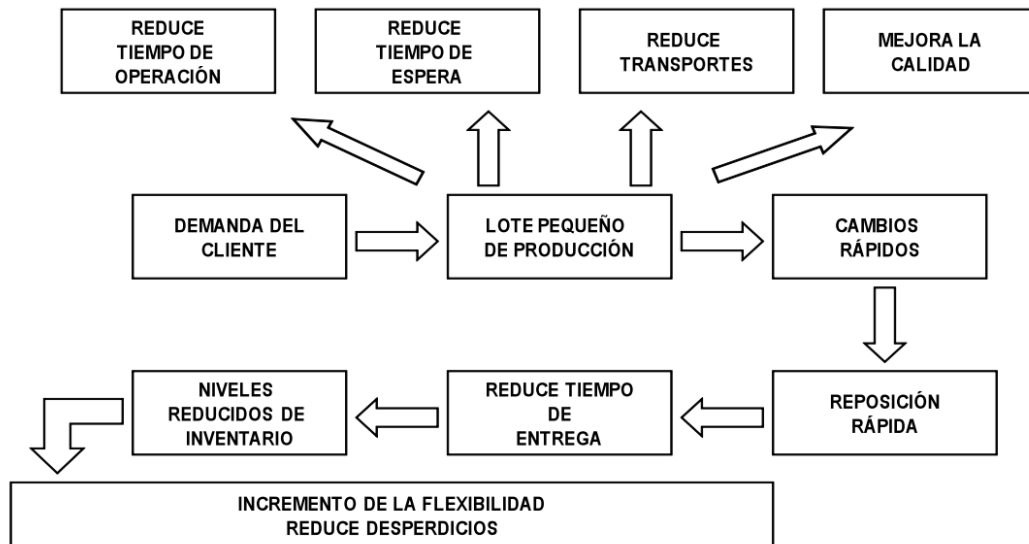 REDUCE
TIEMPO DE
OPERACIÓN
REDUCE
TIEMPO DE
ESPERA
REDUCE
TRANSPORTES
MEJORA LA
CALIDAD
DEMANDA DEL
CLIENTE
LOTE PEQUEÑO
DE PRODUCCIÓN
CAMBIOS
RÁPIDOS
NIVELES
REDUCIDOS DE
INVENTARIO
REDUCE TIEMPO
DE
ENTREGA
REPOSICIÓN
RÁPIDA
INCREMENTO DE LA FLEXIBILIDAD
REDUCE DESPERDICIOS